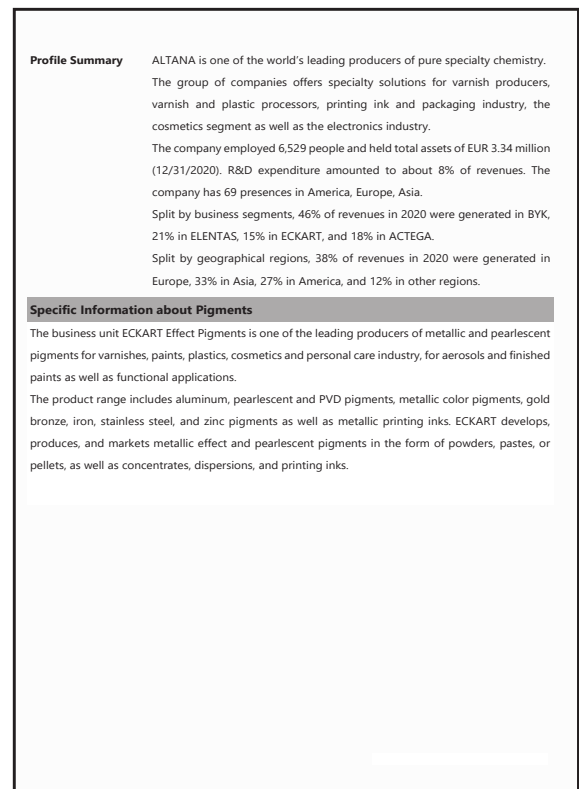 Profile Summary ALTANA is one of the world's leading producers of pure specialty chemistry.
The group of companies offers specialty solutions for varnish producers,
varnish and plastic processors, printing ink and packaging industry, the
cosmetics segment as well as the electronics industry.
The company employed 6,529 people and held total assets of EUR 3.34 million
(12/31/2020). R&D expenditure amounted to about 8% of revenues. The
company has 69 presences in America, Europe, Asia.
Split by business segments, 46% of revenues in 2020 were generated in BYK,
21% in ELENTAS, 15% in ECKART, and 18% in ACTEGA.
Split by geographical regions, 38% of revenues in 2020 were generated in
Europe, 33% in Asia, 27% in America, and 12% in other regions.
Specific Information about Pigments
The business unit ECKART Effect Pigments is one of the leading producers of metallic and pearlescent
pigments for varnishes, paints, plastics, cosmetics and personal care industry, for aerosols and finished
paints as well as functional applications.
The product range includes aluminum, pearlescent and PVD pigments, metallic color pigments, gold
bronze, iron, stainless steel, and zinc pigments as well as metallic printing inks. ECKART develops,
produces, and markets metallic effect and pearlescent pigments in the form of powders, pastes, or
pellets, as well as concentrates, dispersions, and printing inks.